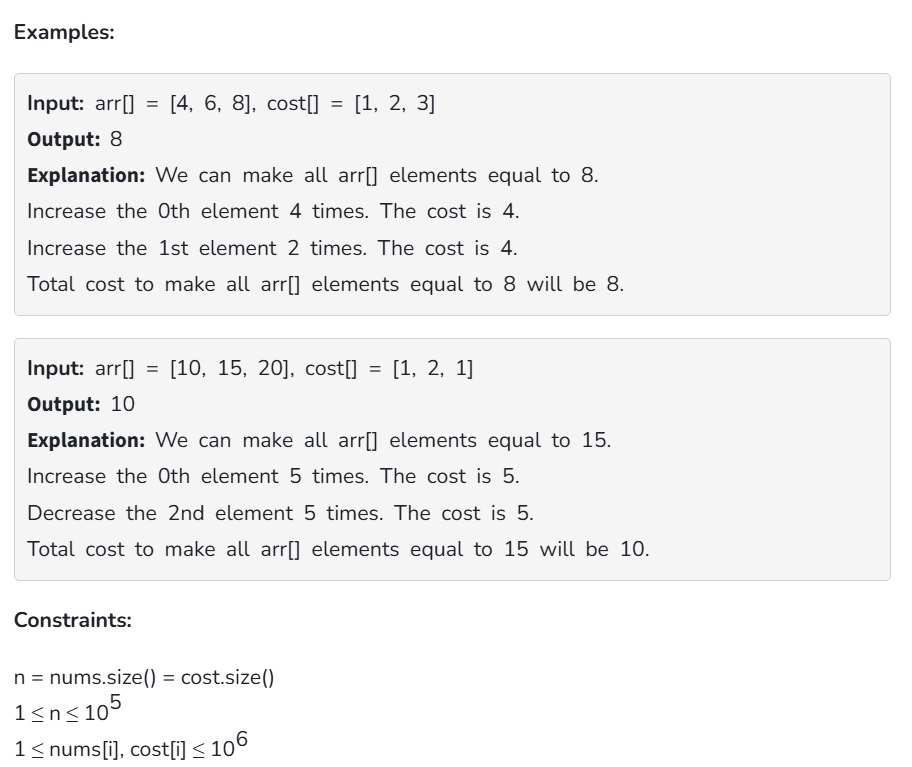 Examples:
Input: arr[] = [4, 6, 8], cost[] = [1, 2, 3]
Output: 8
Explanation: We can make all arr[] elements equal to 8.
Increase the 0th element 4 times. The cost is 4.
Increase the 1st element 2 times. The cost is 4.
Total cost to make all arr[] elements equal to 8 will be 8.
Input: arr[] = [10, 15, 20], cost[] = [1, 2, 1]
Output: 10
Explanation: We can make all arr[] elements equal to 15.
Increase the 0th element 5 times. The cost is 5.
Decrease the 2nd element 5 times. The cost is 5.
Total cost to make all arr[] elements equal to 15 will be 10.
Constraints:
n = nums.size() = cost.size()
1 ≤ n ≤ 10^5
1 ≤ nums[i], cost[i] ≤ 10^6